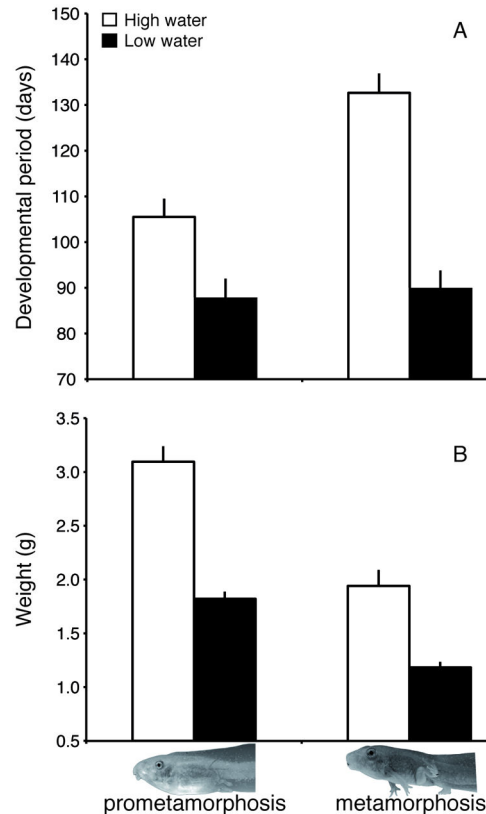 High water
Low water
A
Developmental period (days)
150
140
130
120
110
100
90
80
70
B
Weight (g)
3.5
3.0
2.5
2.0
1.5
1.0
0.5
prometamorphosis
metamorphosis